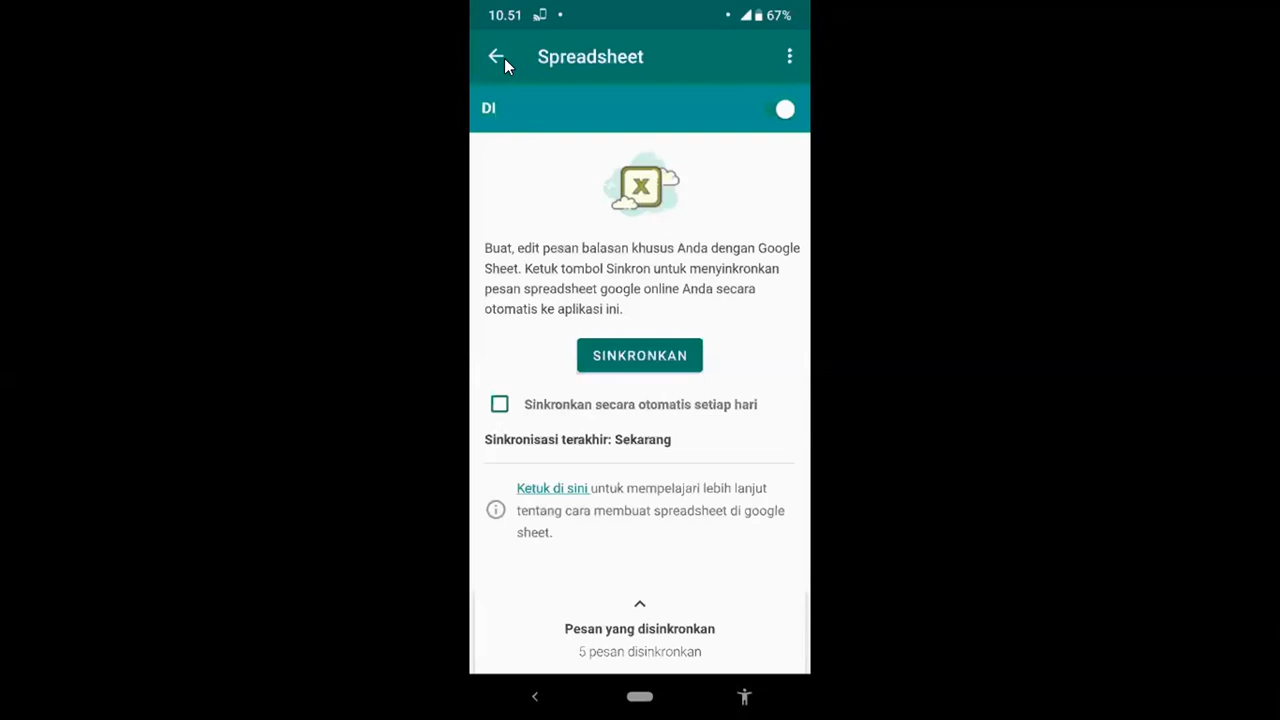 10.51
67%
Spreadsheet
DI
X
Buat, edit pesan balasan khusus Anda dengan Google
Sheet. Ketuk tombol Sinkron untuk menyinkronkan
pesan spreadsheet google online Anda secara
otomatis ke aplikasi ini.
SINKRONKAN
Sinkronkan secara otomatis setiap hari
Sinkronisasi terakhir: Sekarang
Ketuk di sini untuk mempelajari lebih lanjut
tentang cara membuat spreadsheet di google
sheet.
Pesan yang disinkronkan
5 pesan disinkronkan